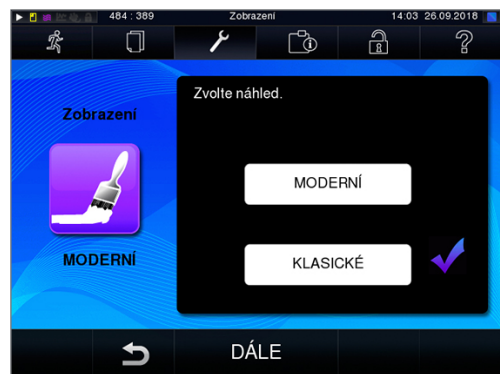 484 : 389 Zobrazení 14:03 26.09.2018
Zvolte náhled.
Zobrazení
MODERNÍ
MODERNÍ
KLASICKÉ
DÁLE